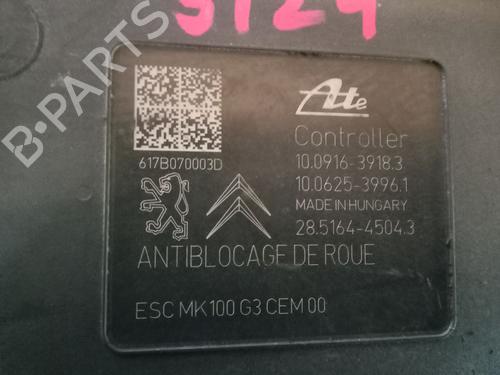 5124
B-PARTS
Ate
Controller
617B070003D
10.0916-3918.3
10.0625-3996.1
MADE IN HUNGARY
28.5164-4504.3
ANTIBLOCAGE DE ROUE
ESC MK100 G3 CEM 00